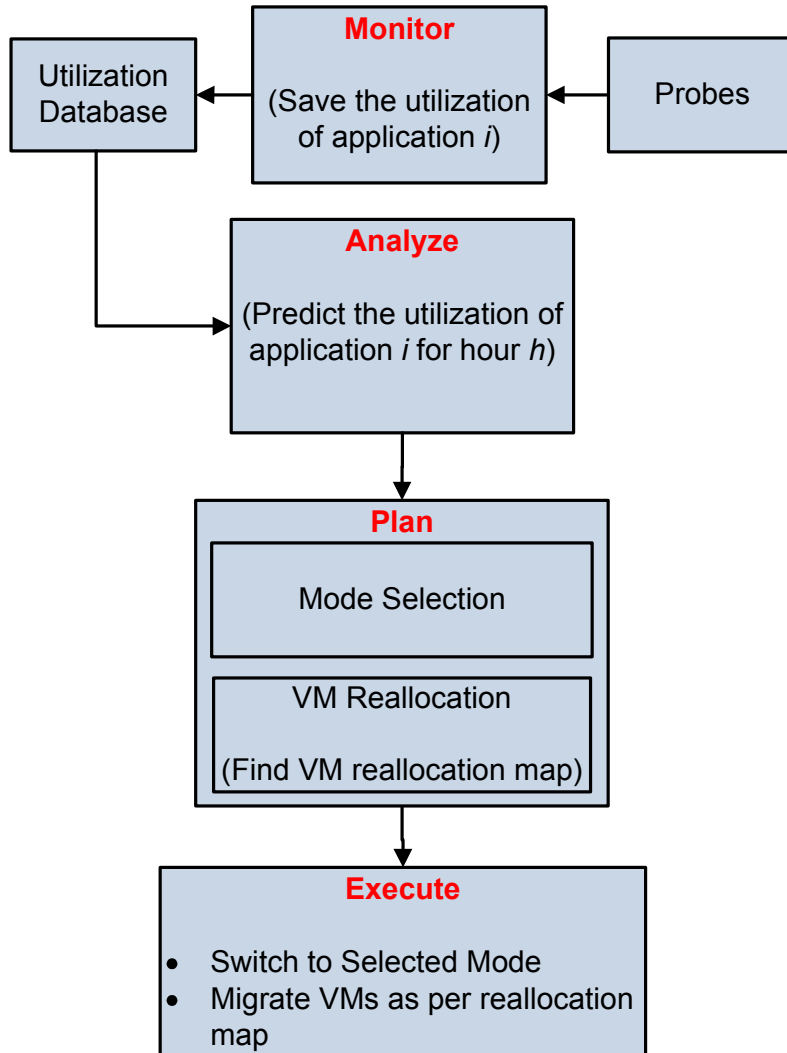 Monitor
(Save the utilization
of application i)
Utilization
Database
Probes
Analyze
(Predict the utilization of
application i for hour h)
Plan
Mode Selection
VM Reallocation
(Find VM reallocation map)
Execute
• Switch to Selected Mode
• Migrate VMs as per reallocation
map